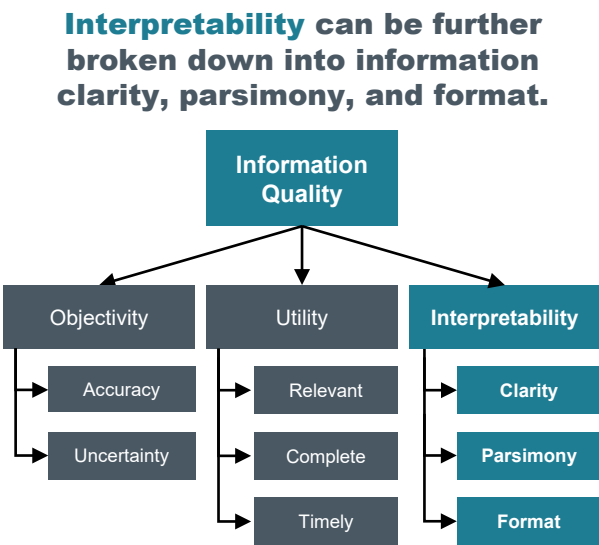 Interpretability can be further
broken down into information
clarity, parsimony, and format.
Information
Quality
Objectivity
Utility
Interpretability
Accuracy
Relevant
Clarity
Uncertainty
Complete
Parsimony
Timely
Format